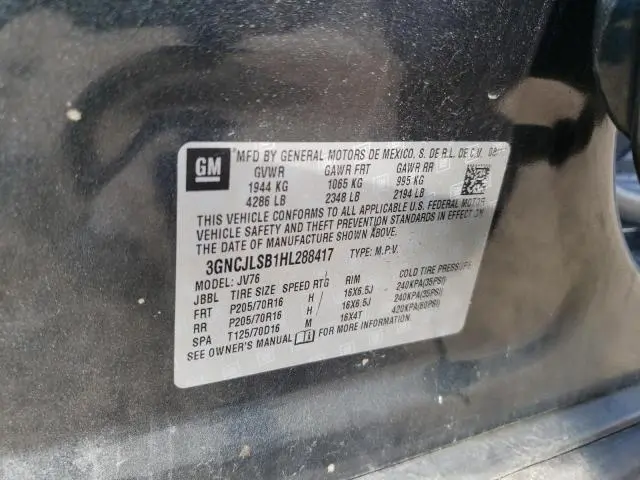 GM
MFD BY GENERAL MOTORS DE MEXICO, S. DE R.L. DE C.V.
GVWR GAWR FRT GAWR RR
1944 KG 1065 KG 995 KG
4286 LB 2348 LB 2194 LB
THIS VEHICLE CONFORMS TO ALL APPLICABLE U.S. FEDERAL MOTOR
VEHICLE SAFETY AND THEFT PREVENTION STANDARDS IN EFFECT ON
THE DATE OF MANUFACTURE SHOWN ABOVE.
3GNCJLSB1HL288417 TYPE: M.P.V.
MODEL: JV76
JBBL TIRE SIZE SPEED RTG RIM COLD TIRE PRESSURE
FRT P205/70R16 H 16X6.5J 240KPA(35PSI)
RR P205/70R16 H 16X6.5J 240KPA(35PSI)
SPA T125/70D16 M 16X4T 420KPA(60PSI)
SEE OWNER'S MANUAL FOR MORE INFORMATION.